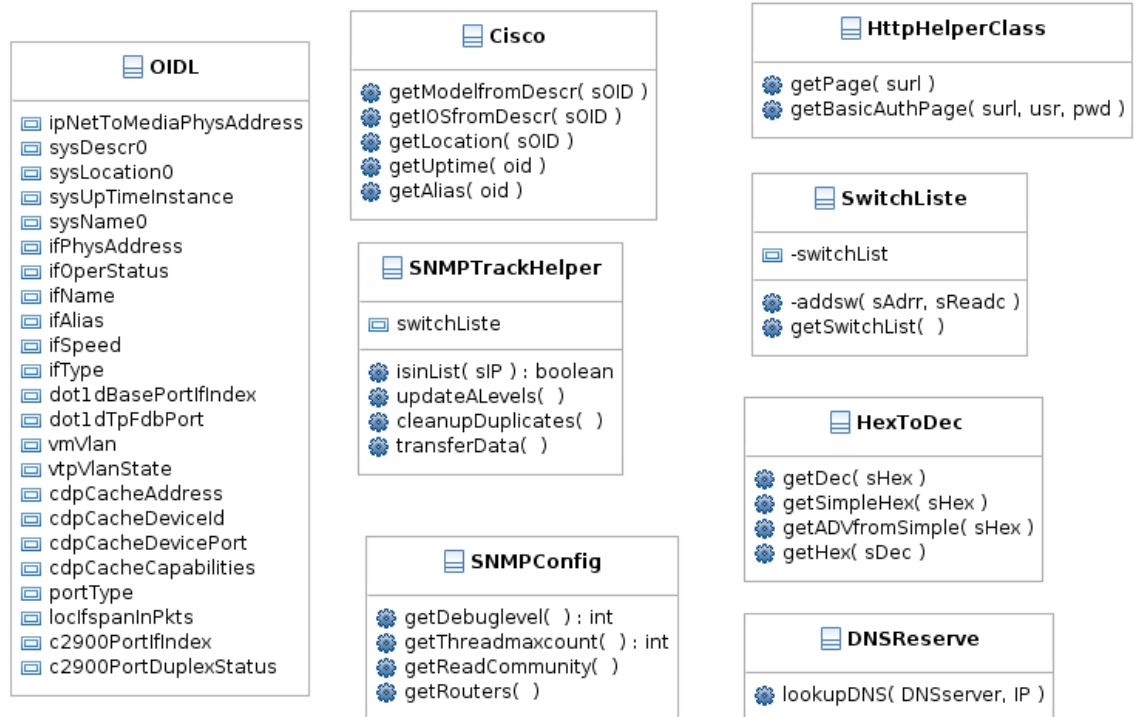 OIDL
ipNetToMediaPhysAddress
sysDescr0
sysLocation0
sysUpTimeInstance
sysName0
ifPhysAddress
ifOperStatus
ifName
ifAlias
ifSpeed
ifType
dot1dBasePortIfIndex
dot1dTpFdbPort
vmVlan
vtpVlanState
cdpCacheAddress
cdpCacheDeviceId
cdpCacheDevicePort
cdpCacheCapabilities
portType
locIfspanInPkts
c2900PortIfIndex
c2900PortDuplexStatus
Cisco
getModelfromDescr( sOID )
getIOSfromDescr( sOID )
getLocation( sOID )
getUptime( oid )
getAlias( oid )
SNMPTrackHelper
switchListe
isinList( sIP ) : boolean
updateALevels(  )
cleanupDuplicates(  )
transferData(  )
SNMPConfig
getDebuglevel(  ) : int
getThreadmaxcount(  ) : int
getReadCommunity(  )
getRouters(  )
HttpHelperClass
getPage( surl )
getBasicAuthPage( surl, usr, pwd )
SwitchListe
-switchList
-addsw( sAdrr, sReadc )
getSwitchList(  )
HexToDec
getDec( sHex )
getSimpleHex( sHex )
getADVfromSimple( sHex )
getHex( sDec )
DNSReserve
lookupDNS( DNSserver, IP )